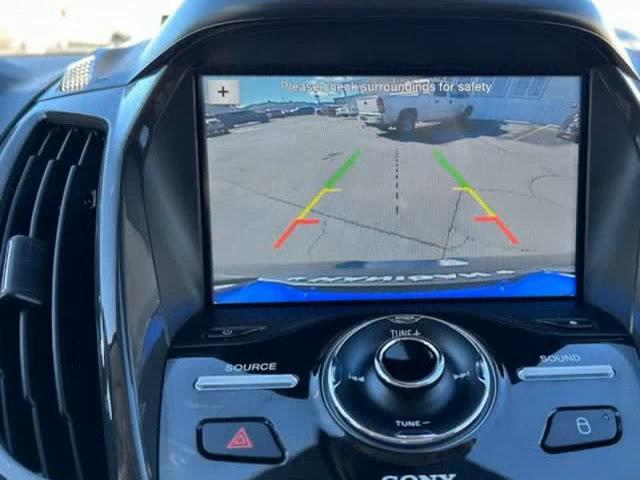 Please check surroundings for safety
+
TUNE+
SOURCE
SOUND
TUNE-
SONY